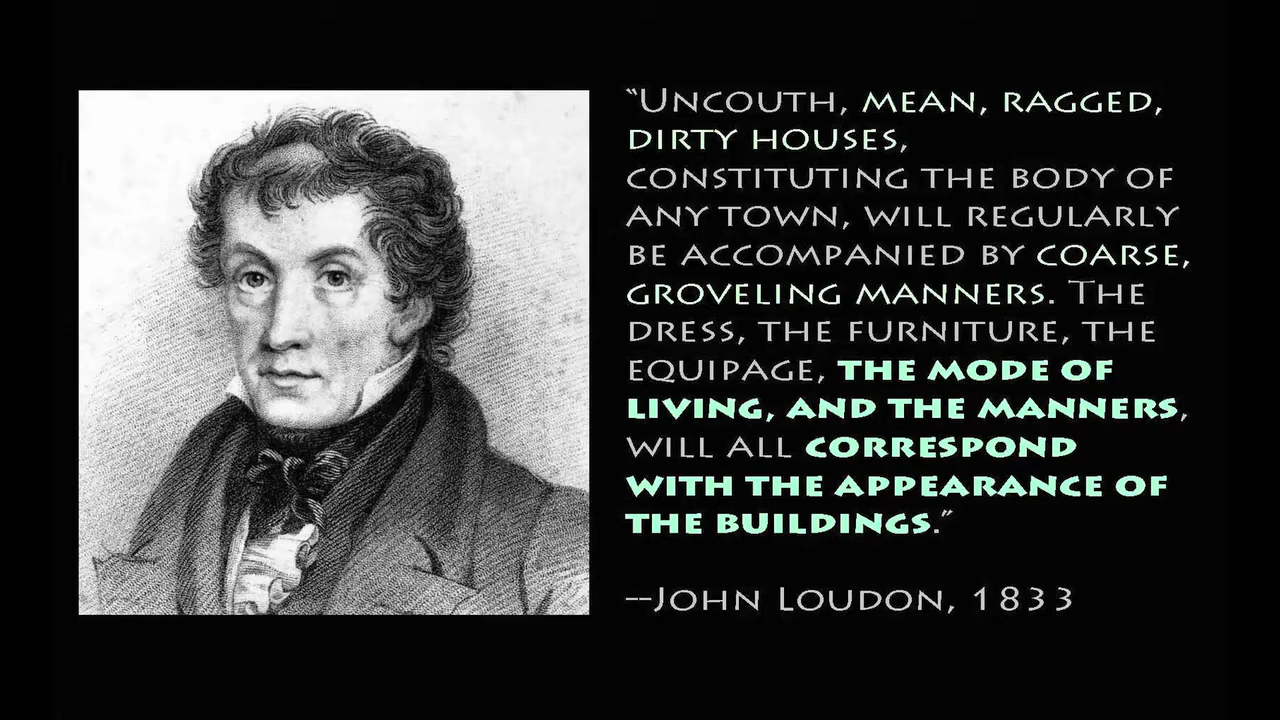 “Uncouth, mean, ragged,
dirty houses,
constituting the body of
any town, will regularly
be accompanied by coarse,
groveling manners. The
dress, the furniture, the
equipage, the mode of
living, and the manners,
will all correspond
with the appearance of
the buildings.”
--John Loudon, 1833